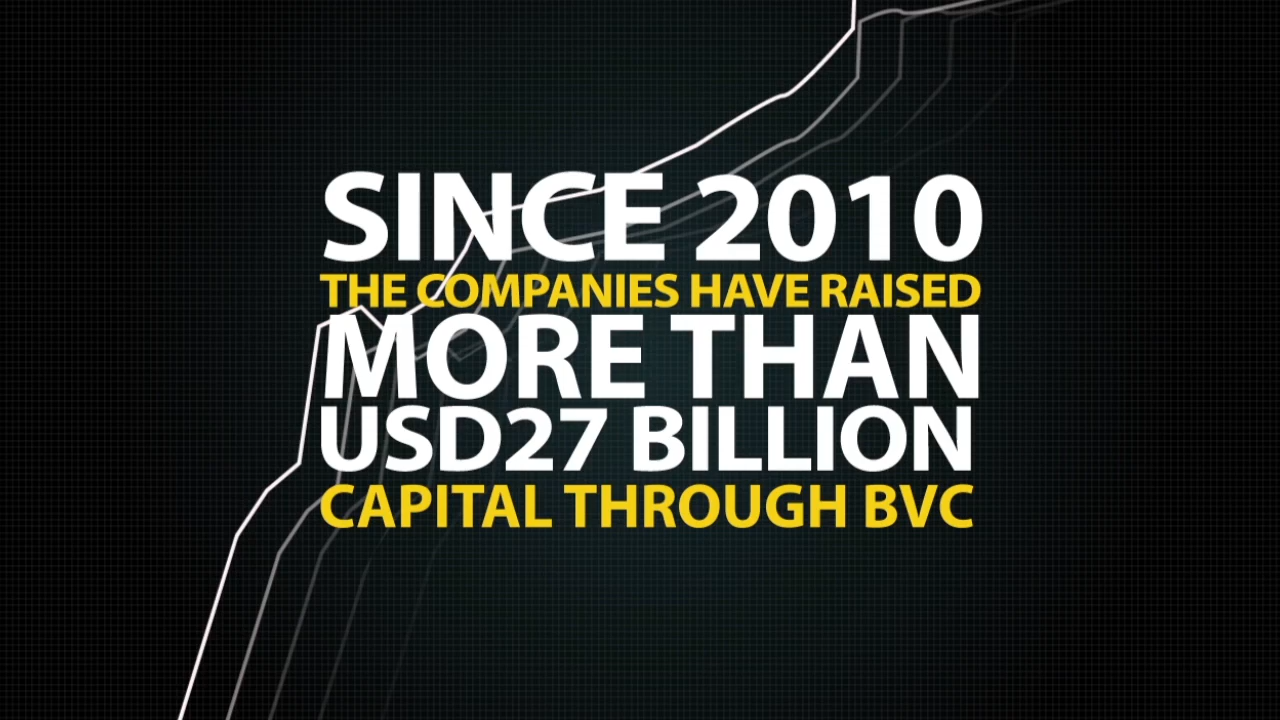 SINCE 2010
THE COMPANIES HAVE RAISED
MORE THAN
USD27 BILLION
CAPITAL THROUGH BVC